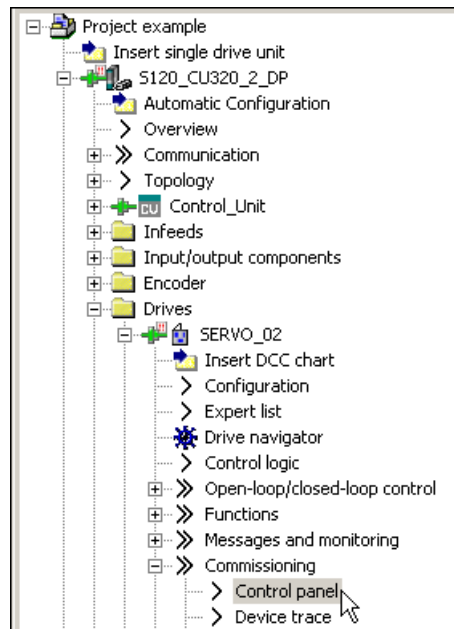 Project example
Insert single drive unit
S120_CU320_2_DP
Automatic Configuration
Overview
Communication
Topology
CU Control_Unit
Infeeds
Input/output components
Encoder
Drives
SERVO_02
Insert DCC chart
Configuration
Expert list
Drive navigator
Control logic
Open-loop/closed-loop control
Functions
Messages and monitoring
Commissioning
Control panel
Device trace